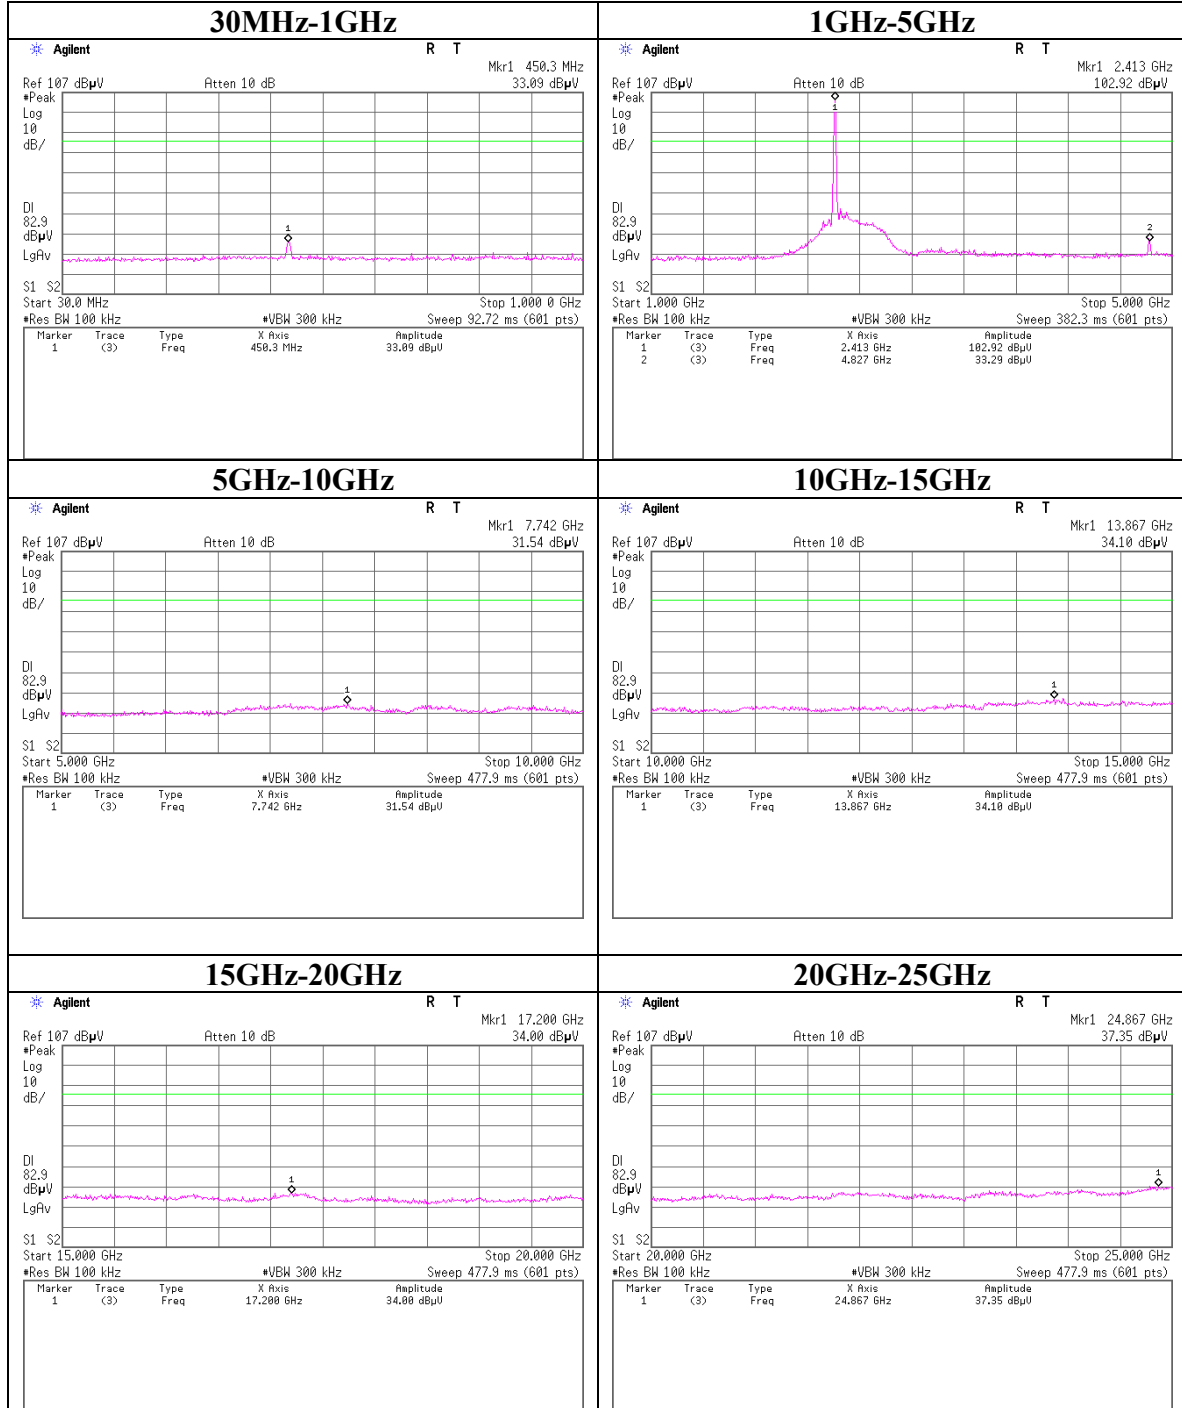 30MHz-1GHz
Agilent R T
Mkr1 450.3 MHz
Ref 107 dBµV Atten 10 dB 33.09 dBµV
#Peak
Log
10
dB/
1
DI
82.9
dBµV
LgAv
S1 S2
Start 30.0 MHz Stop 1.000 0 GHz
#Res BW 100 kHz #VBW 300 kHz Sweep 92.72 ms (601 pts)
Marker Trace Type X Axis Amplitude
1 (3) Freq 450.3 MHz 33.09 dBµV
1GHz-5GHz
Agilent R T
Mkr1 2.413 GHz
Ref 107 dBµV Atten 10 dB 102.92 dBµV
#Peak
Log
10
dB/
1
2
DI
82.9
dBµV
LgAv
S1 S2
Start 1.000 GHz Stop 5.000 GHz
#Res BW 100 kHz #VBW 300 kHz Sweep 382.3 ms (601 pts)
Marker Trace Type X Axis Amplitude
1 (3) Freq 2.413 GHz 102.92 dBµV
2 (3) Freq 4.827 GHz 33.29 dBµV
5GHz-10GHz
Agilent R T
Mkr1 7.742 GHz
Ref 107 dBµV Atten 10 dB 31.54 dBµV
#Peak
Log
10
dB/
1
DI
82.9
dBµV
LgAv
S1 S2
Start 5.000 GHz Stop 10.000 GHz
#Res BW 100 kHz #VBW 300 kHz Sweep 477.9 ms (601 pts)
Marker Trace Type X Axis Amplitude
1 (3) Freq 7.742 GHz 31.54 dBµV
10GHz-15GHz
Agilent R T
Mkr1 13.867 GHz
Ref 107 dBµV Atten 10 dB 34.10 dBµV
#Peak
Log
10
dB/
1
DI
82.9
dBµV
LgAv
S1 S2
Start 10.000 GHz Stop 15.000 GHz
#Res BW 100 kHz #VBW 300 kHz Sweep 477.9 ms (601 pts)
Marker Trace Type X Axis Amplitude
1 (3) Freq 13.867 GHz 34.10 dBµV
15GHz-20GHz
Agilent R T
Mkr1 17.200 GHz
Ref 107 dBµV Atten 10 dB 34.00 dBµV
#Peak
Log
10
dB/
1
DI
82.9
dBµV
LgAv
S1 S2
Start 15.000 GHz Stop 20.000 GHz
#Res BW 100 kHz #VBW 300 kHz Sweep 477.9 ms (601 pts)
Marker Trace Type X Axis Amplitude
1 (3) Freq 17.200 GHz 34.00 dBµV
20GHz-25GHz
Agilent R T
Mkr1 24.867 GHz
Ref 107 dBµV Atten 10 dB 37.35 dBµV
#Peak
Log
10
dB/
1
DI
82.9
dBµV
LgAv
S1 S2
Start 20.000 GHz Stop 25.000 GHz
#Res BW 100 kHz #VBW 300 kHz Sweep 477.9 ms (601 pts)
Marker Trace Type X Axis Amplitude
1 (3) Freq 24.867 GHz 37.35 dBµV